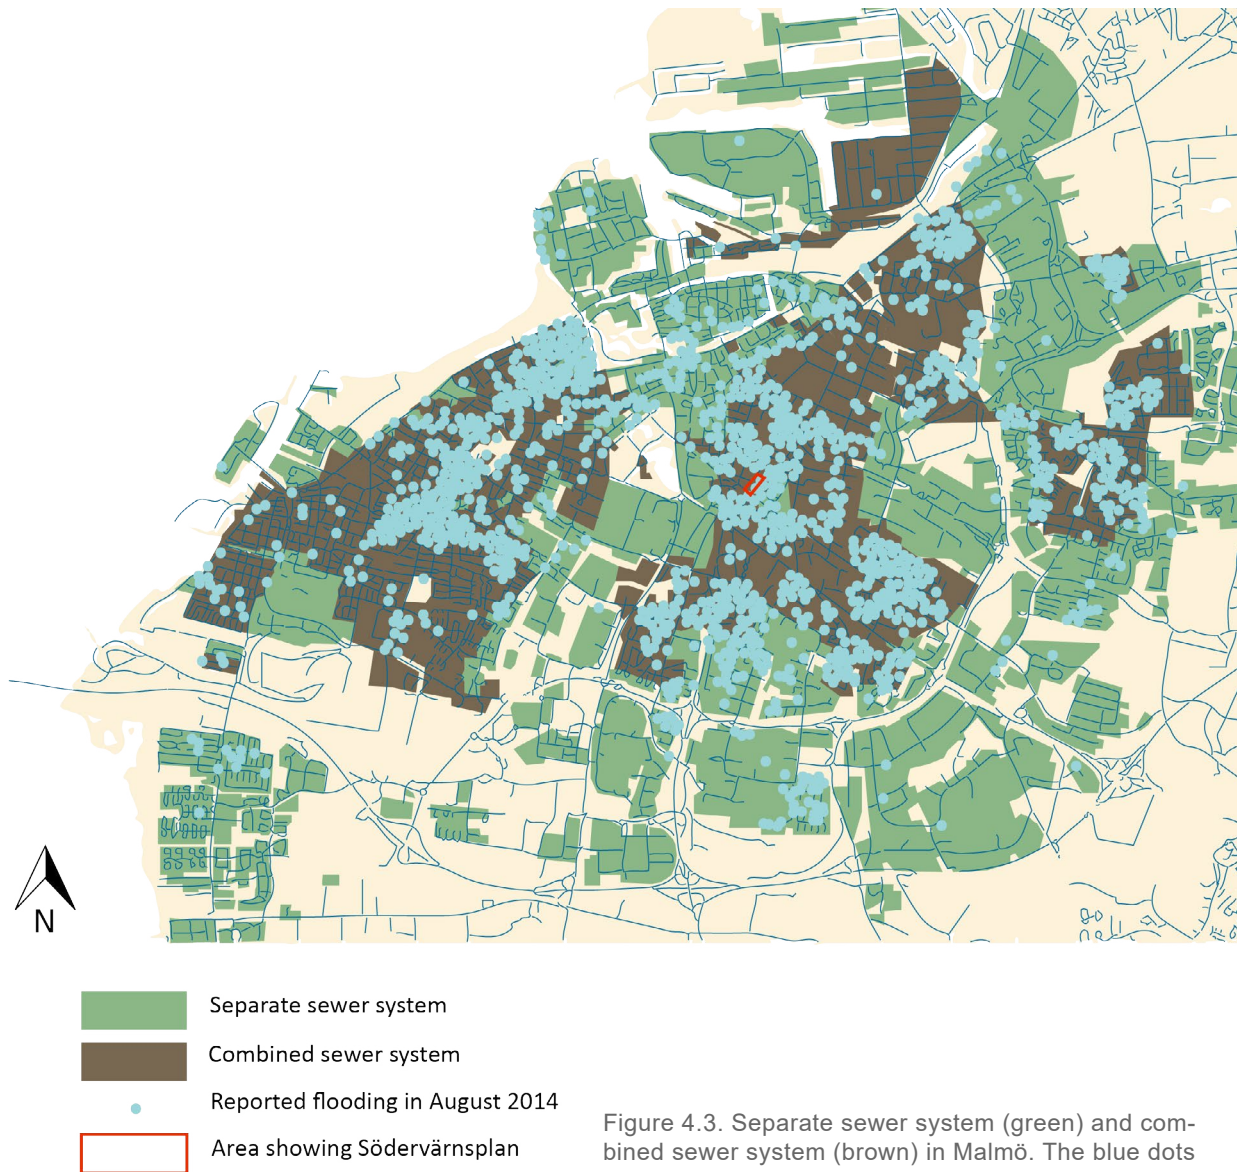 N
Separate sewer system
Combined sewer system
Reported flooding in August 2014
Area showing Södervärnsplan
Figure 4.3. Separate sewer system (green) and com-
bined sewer system (brown) in Malmö. The blue dots